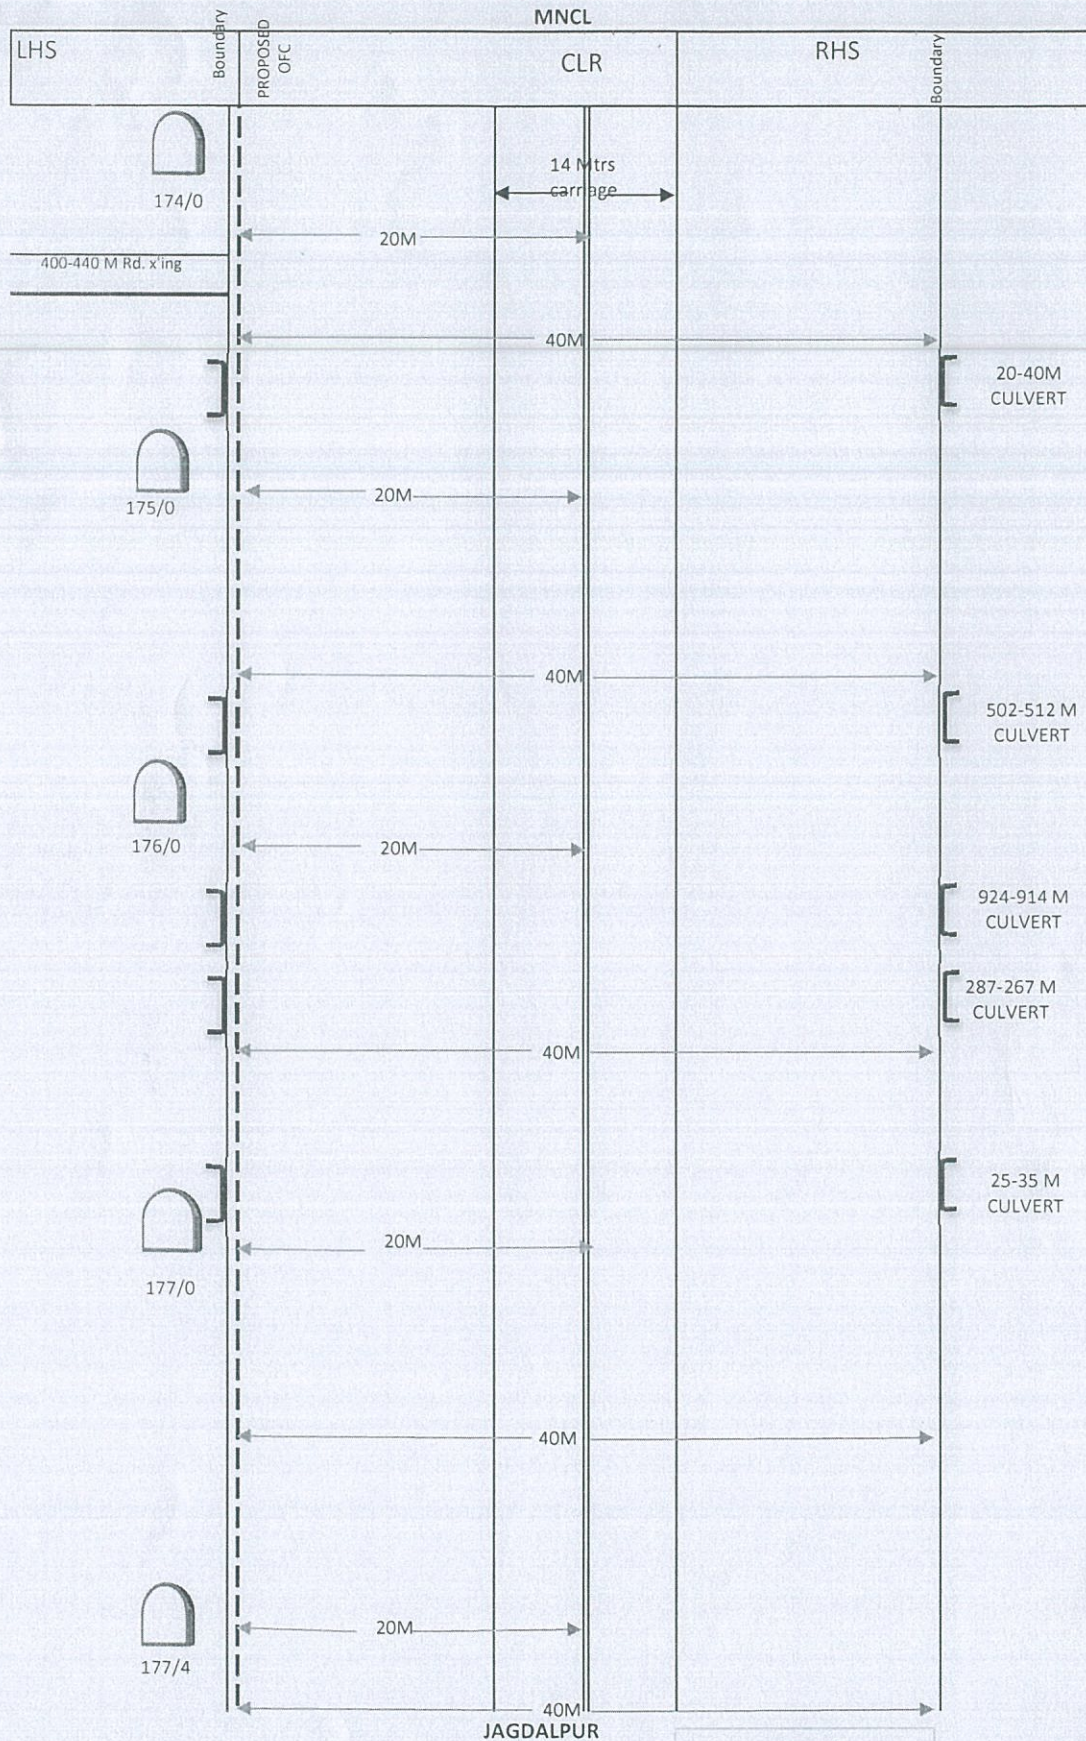 MNCL
LHS
Boundary
PROPOSED
OFC
CLR
RHS
Boundary
14 Mtrs
carriage
174/0
20M
400-440 M Rd. x'ing
40M
20-40M
CULVERT
175/0
20M
40M
502-512 M
CULVERT
176/0
20M
924-914 M
CULVERT
287-267 M
CULVERT
40M
25-35 M
CULVERT
20M
177/0
40M
20M
177/4
40M
JAGDALPUR